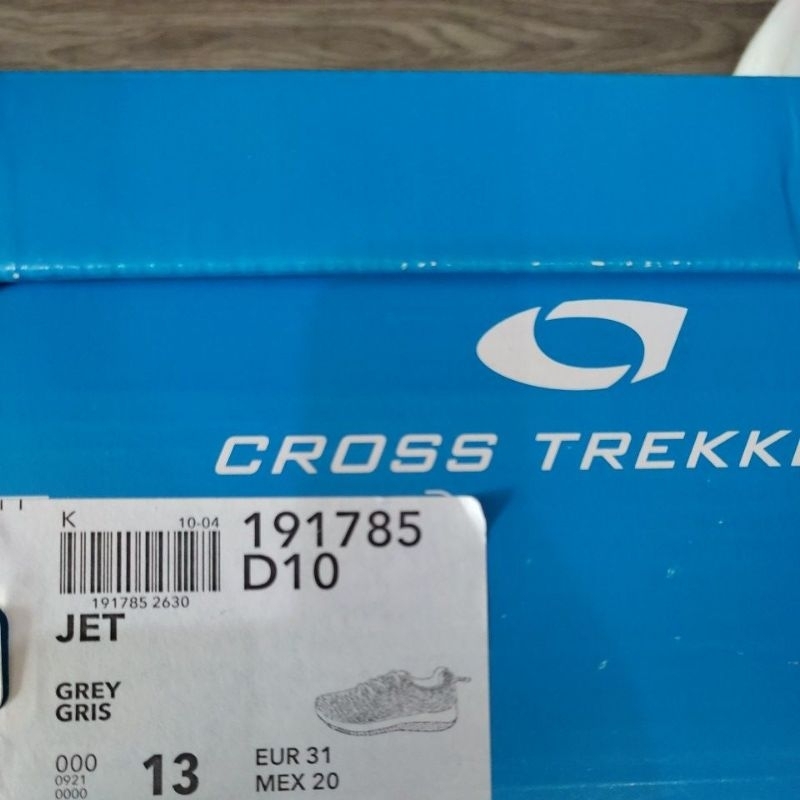 CROSS TREKK
K 10-04 191785
D10
191785 2630
JET
GREY
GRIS
000
0921
0000
13
EUR 31
MEX 20